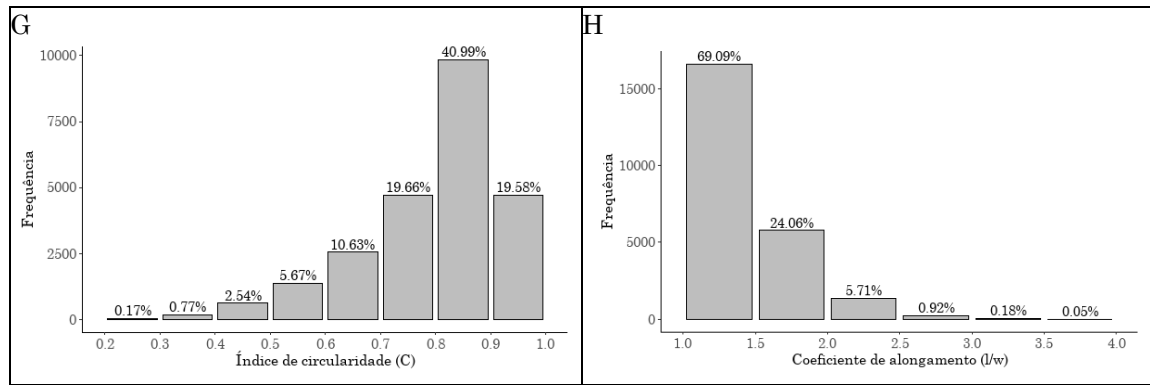 G
10000
7500
5000
2500
0
Frequência
0.17%
0.77%
2.54%
5.67%
10.63%
19.66%
40.99%
19.58%
0.2 0.3 0.4 0.5 0.6 0.7 0.8 0.9 1.0
Índice de circularidade (C)
H
15000
10000
5000
0
Frequência
69.09%
24.06%
5.71%
0.92%
0.18%
0.05%
1.0 1.5 2.0 2.5 3.0 3.5 4.0
Coeficiente de alongamento (l/w)